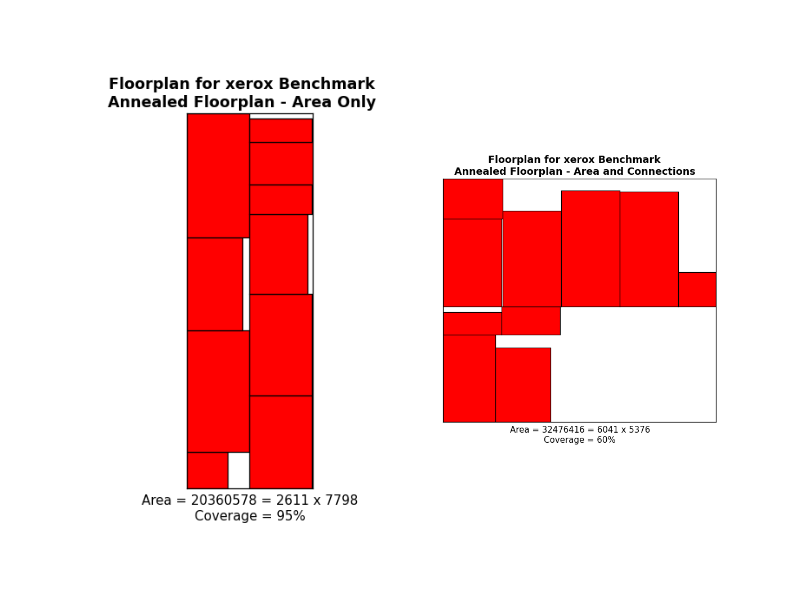 Floorplan for xerox Benchmark
Annealed Floorplan - Area Only
Area = 20360578 = 2611 x 7798
Coverage = 95%
Floorplan for xerox Benchmark
Annealed Floorplan - Area and Connections
Area = 32476416 = 6041 x 5376
Coverage = 60%